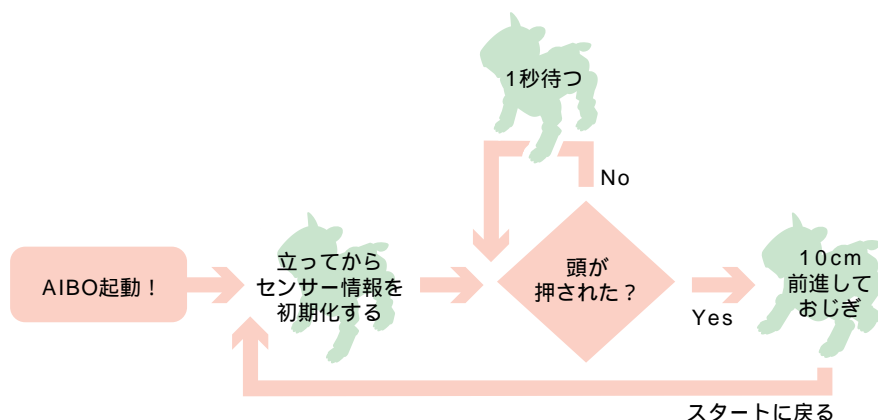 1秒待つ
No
AIBO起動！
立ってから
センサー情報を
初期化する
頭が
押された？
Yes
10cm
前進して
おじぎ
スタートに戻る